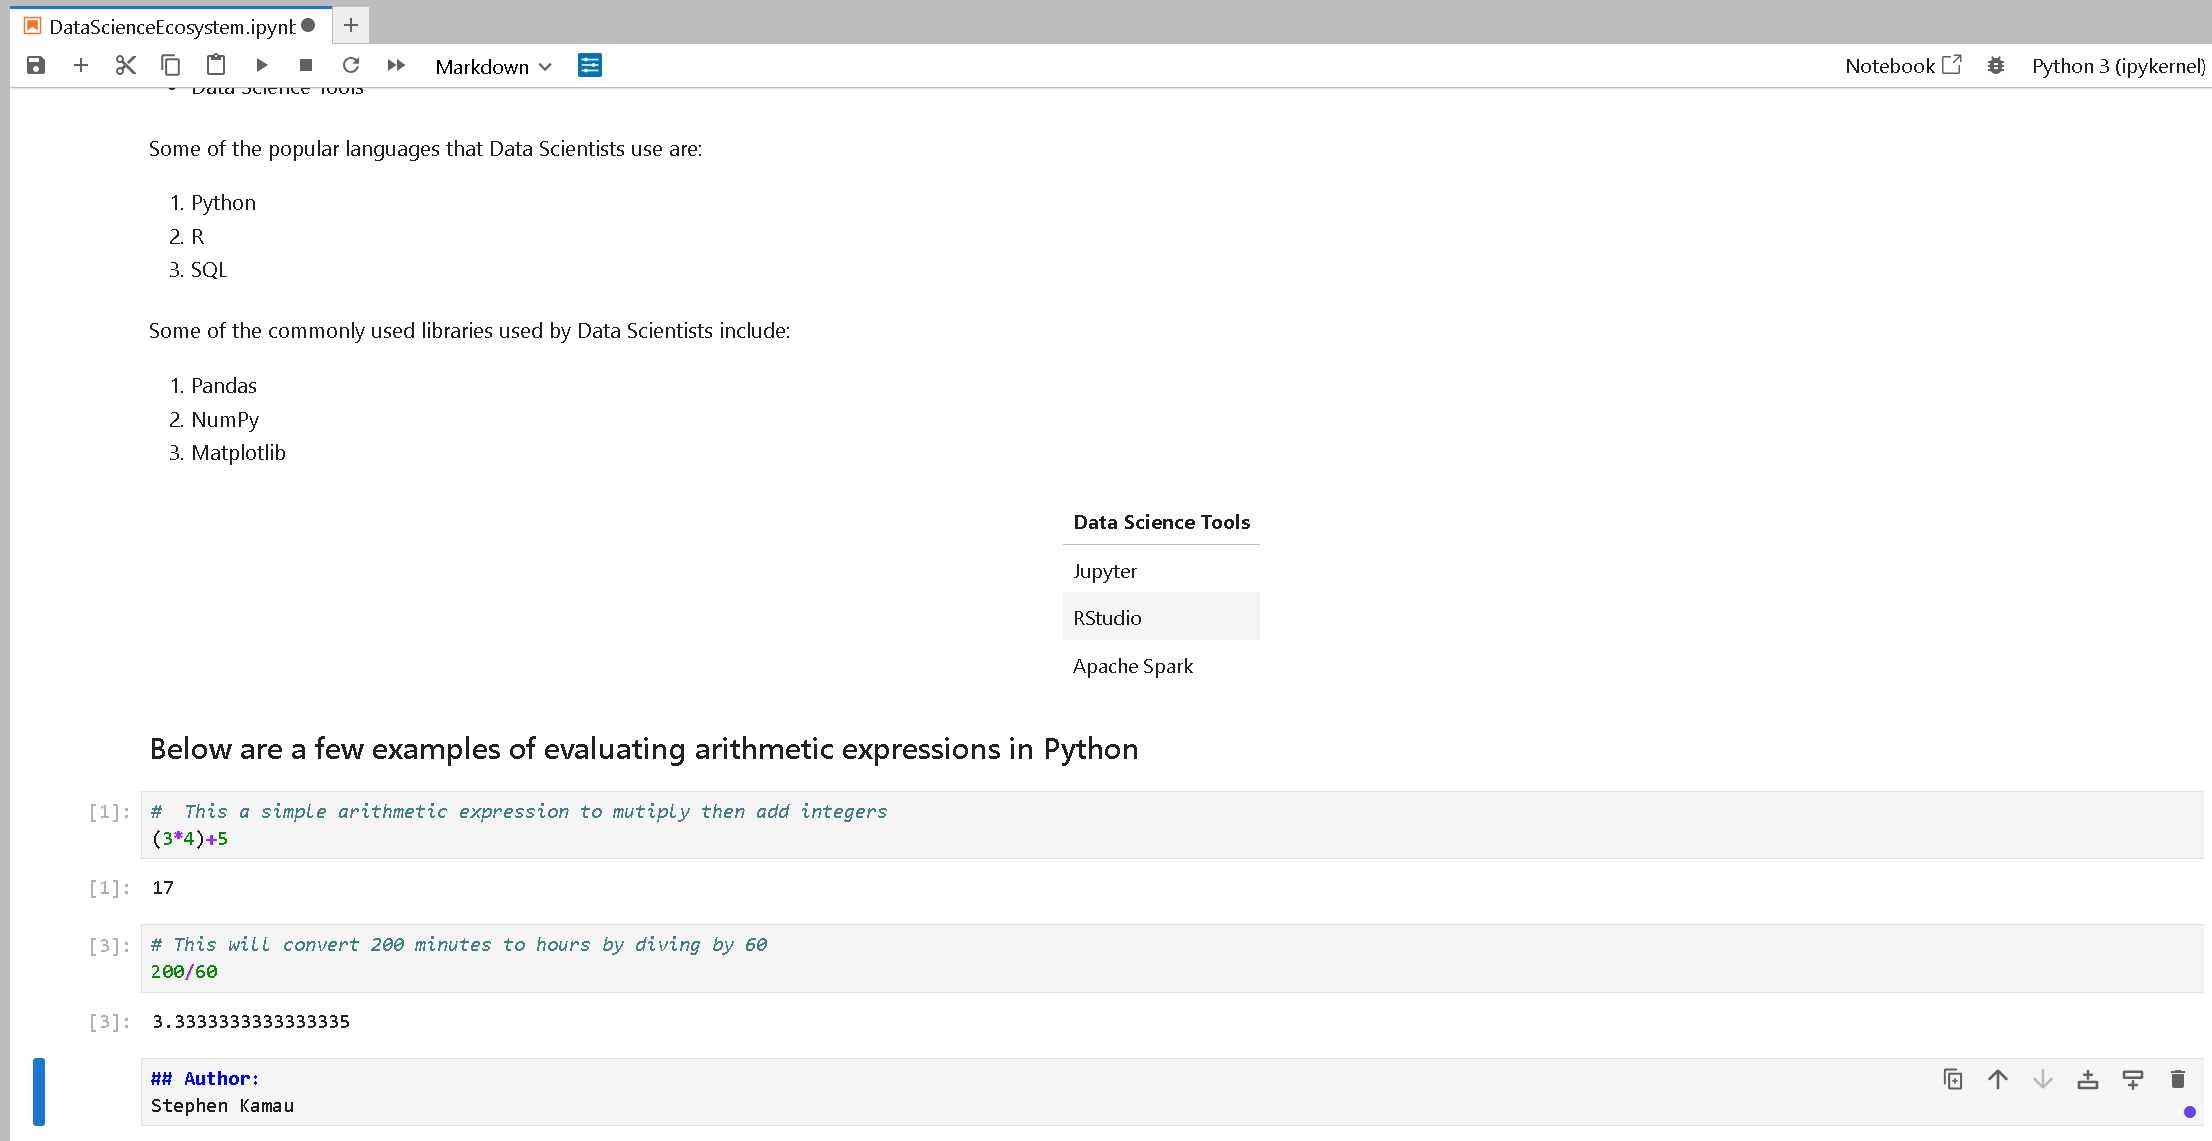 DataScienceEcosystem.ipynb
Markdown
Notebook
Python 3 (ipykernel)
Data Science Tools
Some of the popular languages that Data Scientists use are:
1. Python
2. R
3. SQL
Some of the commonly used libraries used by Data Scientists include:
1. Pandas
2. NumPy
3. Matplotlib
Data Science Tools
Jupyter
RStudio
Apache Spark
Below are a few examples of evaluating arithmetic expressions in Python
[1]: #  This a simple arithmetic expression to mutiply then add integers
(3*4)+5
[1]: 17
[3]: # This will convert 200 minutes to hours by diving by 60
200/60
[3]: 3.3333333333333335
## Author:
Stephen Kamau